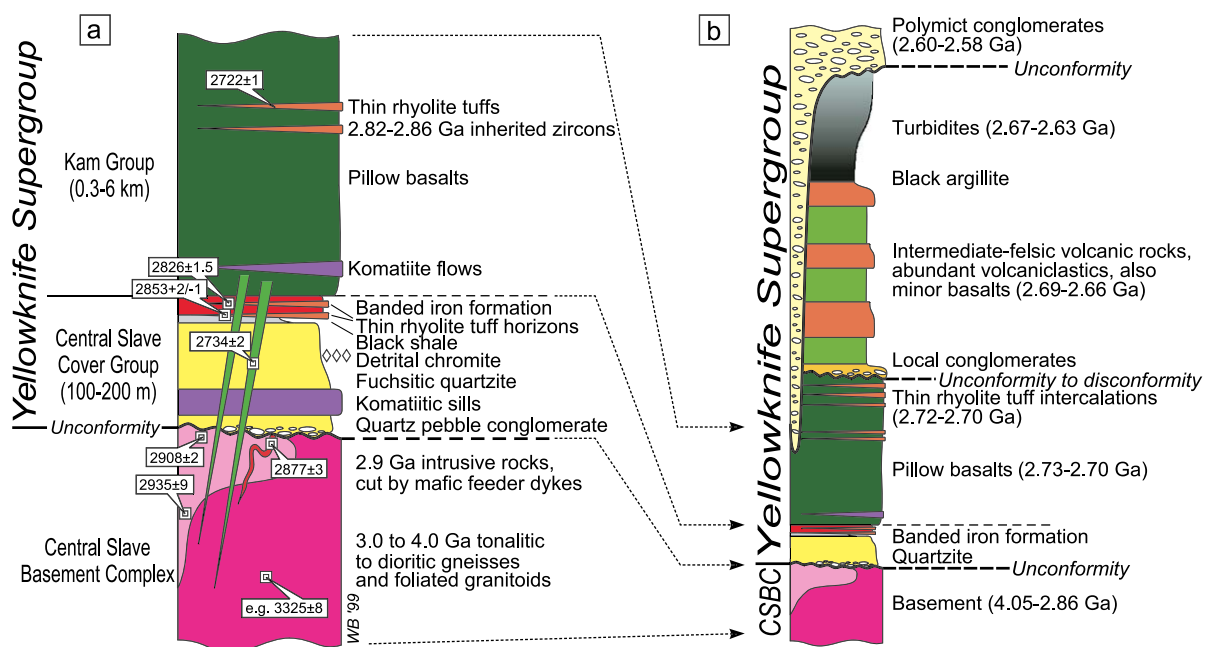 a
Yellowknife Supergroup
Kam Group
(0.3-6 km)
Central Slave
Cover Group
(100-200 m)
Unconformity
Central Slave
Basement Complex
2722±1
2826±1.5
2853+2/-1
2734±2
2908±2
2877±3
2935±9
e.g. 3325±8
Thin rhyolite tuffs
2.82-2.86 Ga inherited zircons
Pillow basalts
Komatiite flows
Banded iron formation
Thin rhyolite tuff horizons
Black shale
Detrital chromite
Fuchsitic quartzite
Komatiitic sills
Quartz pebble conglomerate
2.9 Ga intrusive rocks,
cut by mafic feeder dykes
3.0 to 4.0 Ga tonalitic
to dioritic gneisses
and foliated granitoids
WB '99
b
Yellowknife Supergroup
CSBC
Polymict conglomerates
(2.60-2.58 Ga)
Unconformity
Turbidites (2.67-2.63 Ga)
Black argillite
Intermediate-felsic volcanic rocks,
abundant volcaniclastics, also
minor basalts (2.69-2.66 Ga)
Local conglomerates
Unconformity to disconformity
Thin rhyolite tuff intercalations
(2.72-2.70 Ga)
Pillow basalts (2.73-2.70 Ga)
Banded iron formation
Quartzite
Unconformity
Basement (4.05-2.86 Ga)